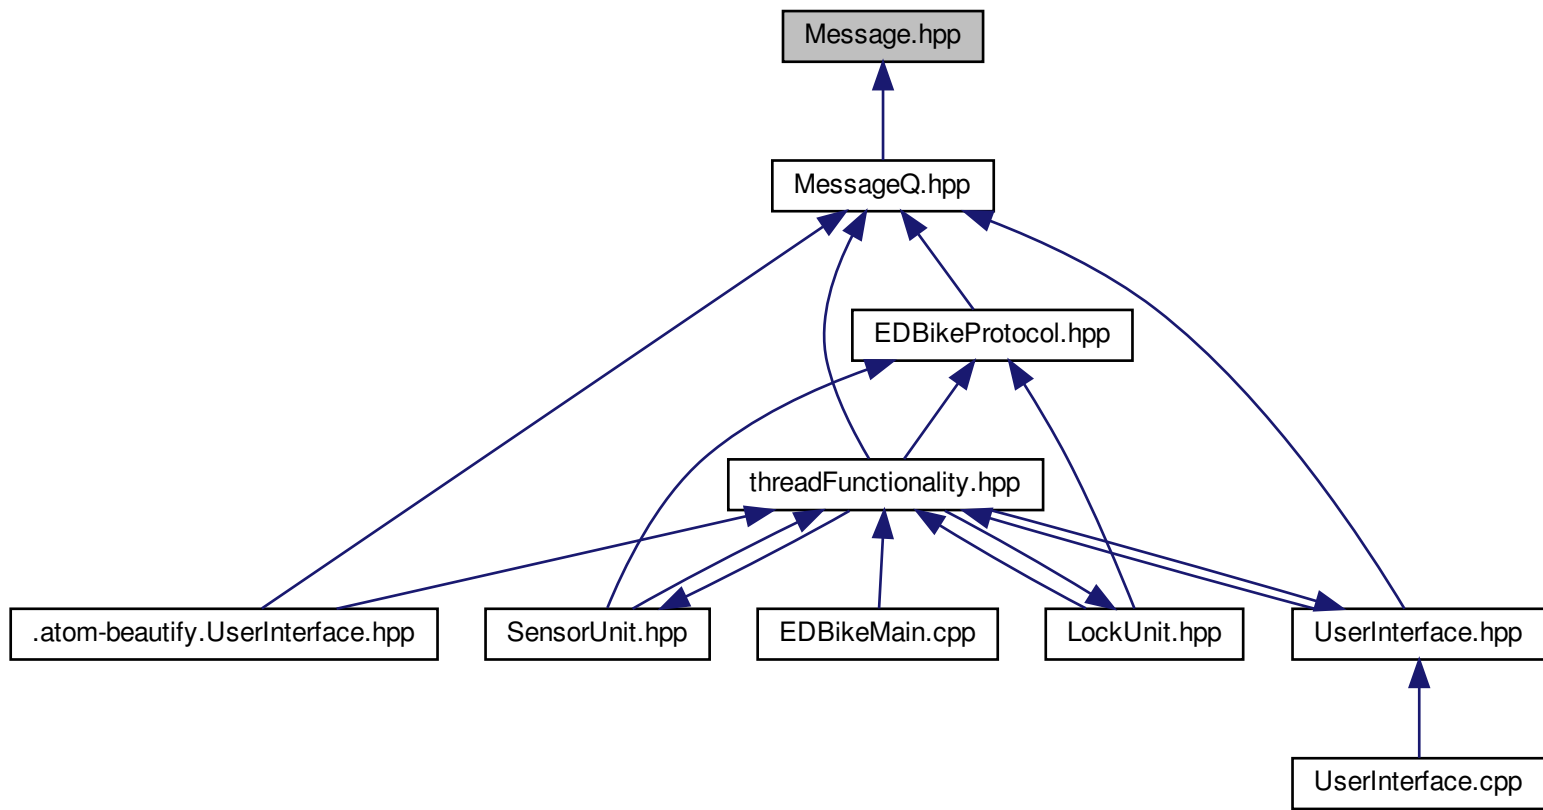 Message.hpp
MessageQ.hpp
EDBikeProtocol.hpp
threadFunctionality.hpp
.atom-beautify.UserInterface.hpp
SensorUnit.hpp
EDBikeMain.cpp
LockUnit.hpp
UserInterface.hpp
UserInterface.cpp